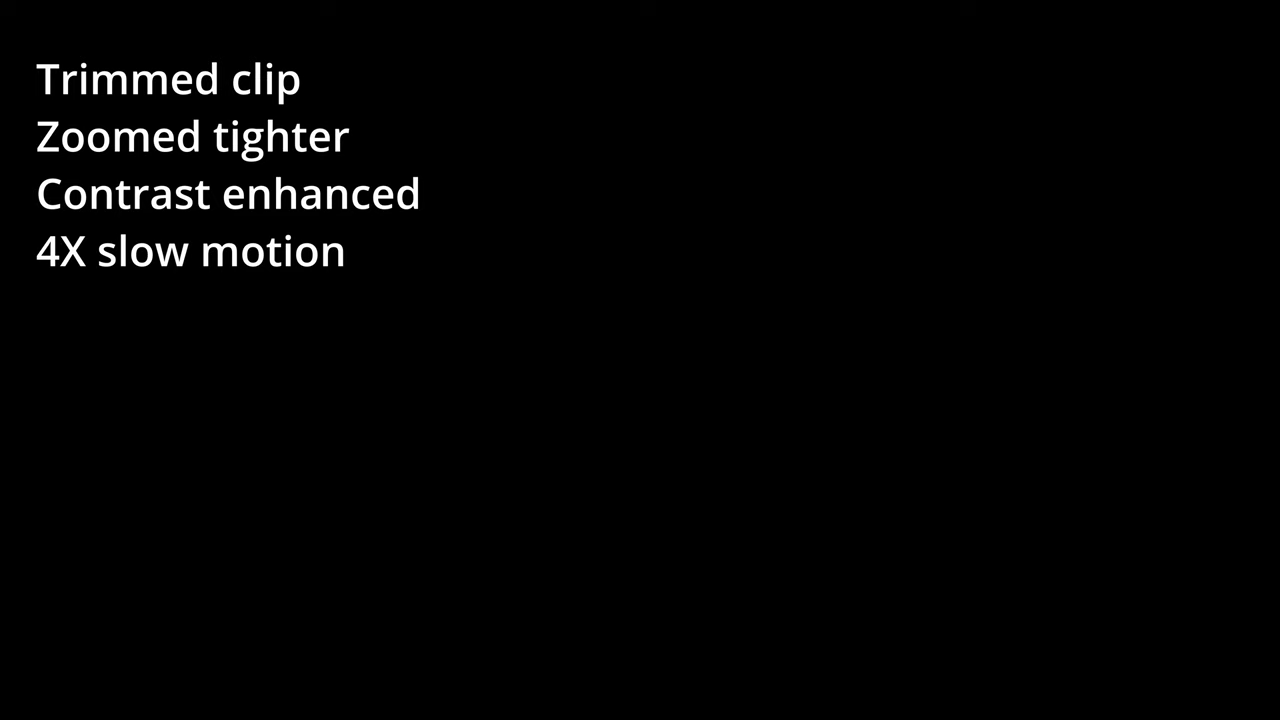 Trimmed clip
Zoomed tighter
Contrast enhanced
4X slow motion